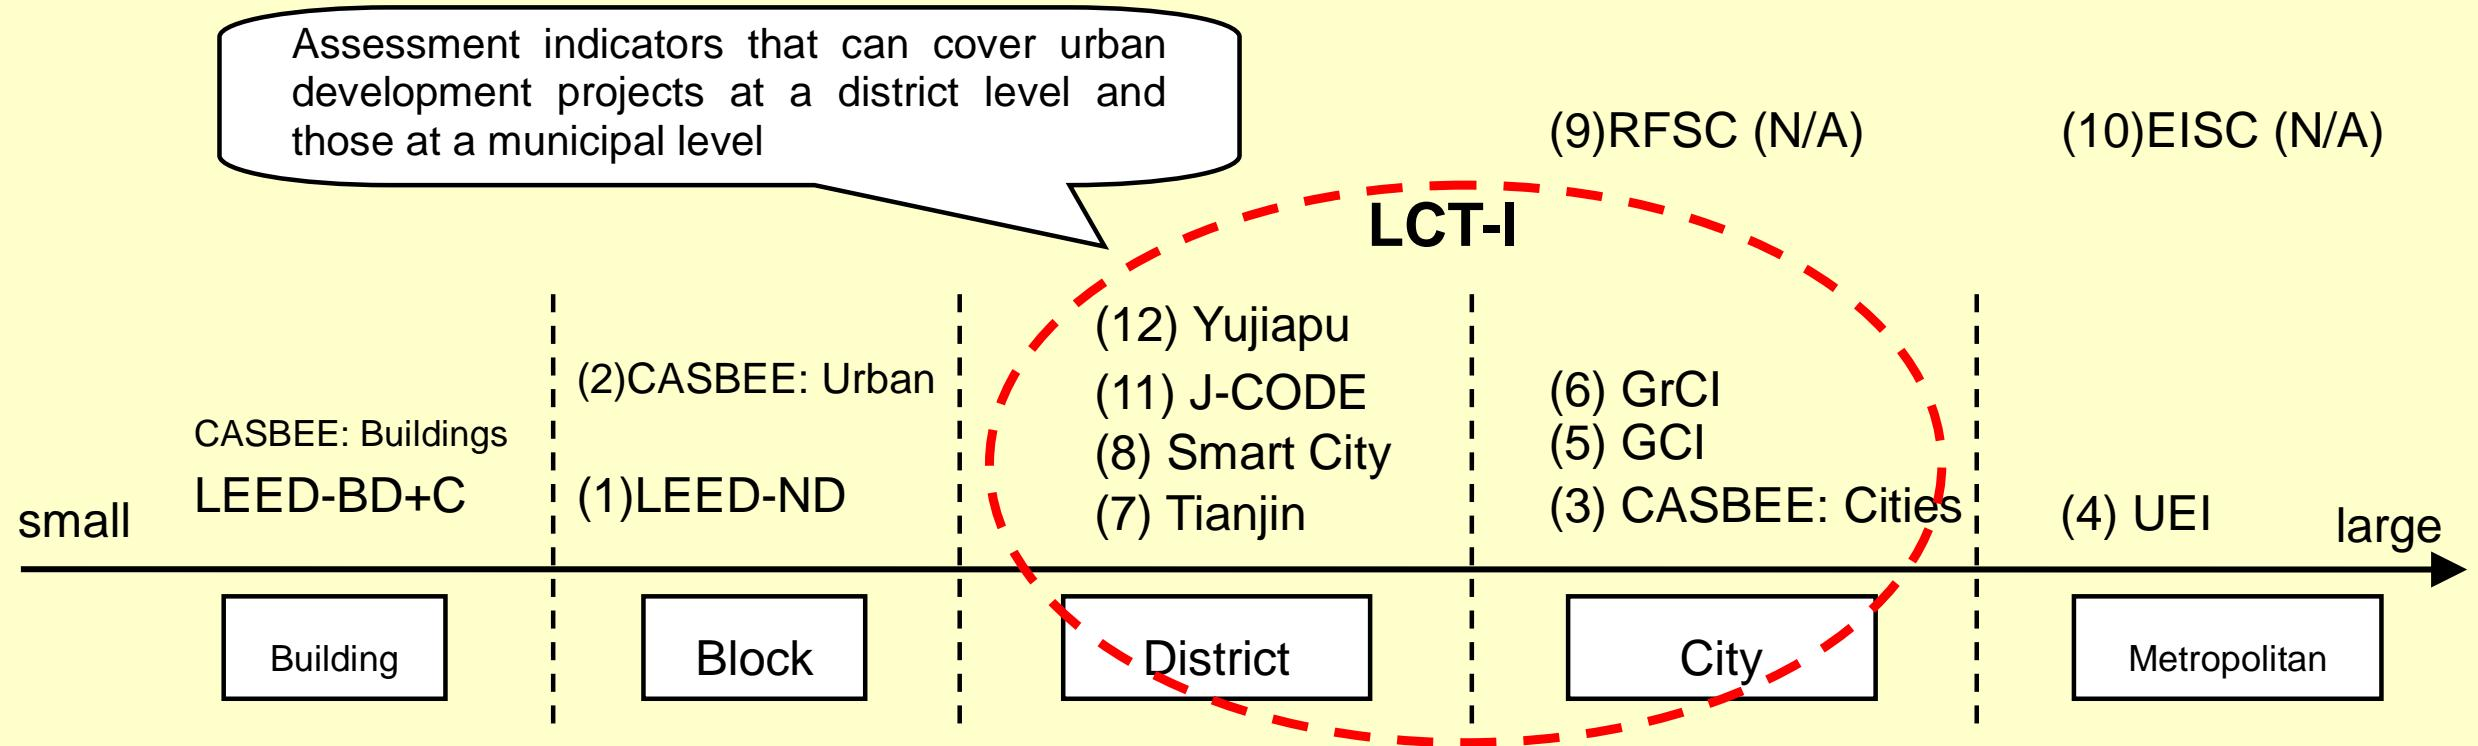 Assessment indicators that can cover urban
development projects at a district level and
those at a municipal level
(9)RFSC (N/A)
(10)EISC (N/A)
LCT-I
(12) Yujiapu
(2)CASBEE: Urban
(11) J-CODE
(6) GrCI
CASBEE: Buildings
(8) Smart City
(5) GCI
LEED-BD+C
(1)LEED-ND
(7) Tianjin
(3) CASBEE: Cities
(4) UEI
small
large
Building
Block
District
City
Metropolitan